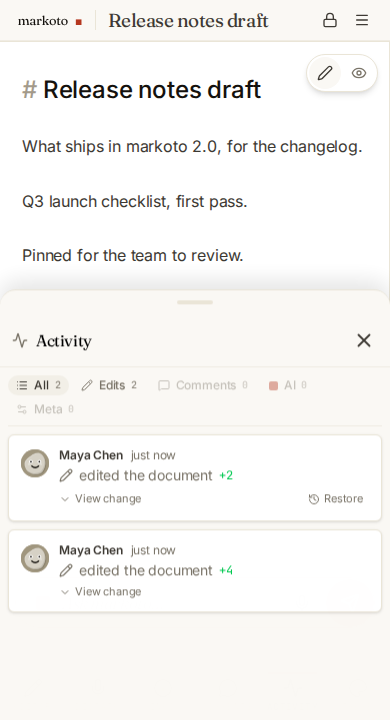 markoto
Release notes draft
# Release notes draft
What ships in markoto 2.0, for the changelog.
Q3 launch checklist, first pass.
Pinned for the team to review.
Activity
All 2 Edits 2 Comments 0 AI 0
Meta 0
Maya Chen just now
edited the document +2
View change Restore
Maya Chen just now
edited the document +4
View change